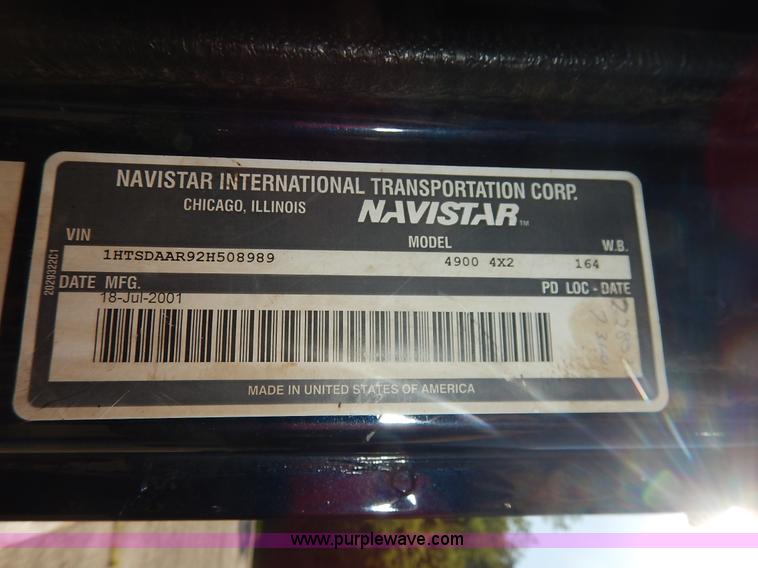 NAVISTAR INTERNATIONAL TRANSPORTATION CORP.
CHICAGO, ILLINOIS NAVISTAR™
VIN MODEL W.B.
1HTSDAAR92H508989 4900 4X2 164
2029322C1
DATE MFG. PD LOC - DATE
18-Jul-2001
MADE IN UNITED STATES OF AMERICA
www.purplewave.com